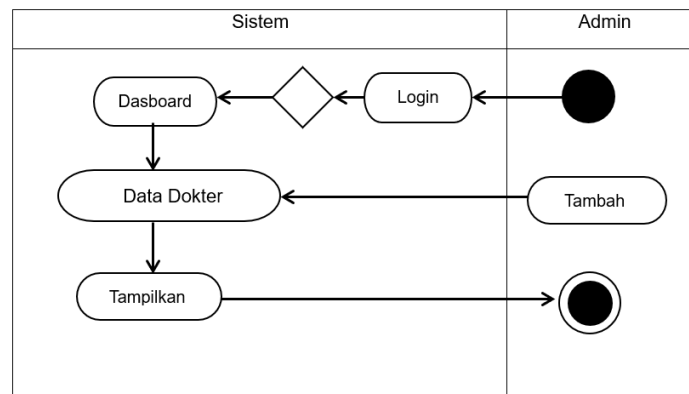 Sistem
Admin
Dasboard
Login
Data Dokter
Tambah
Tampilkan